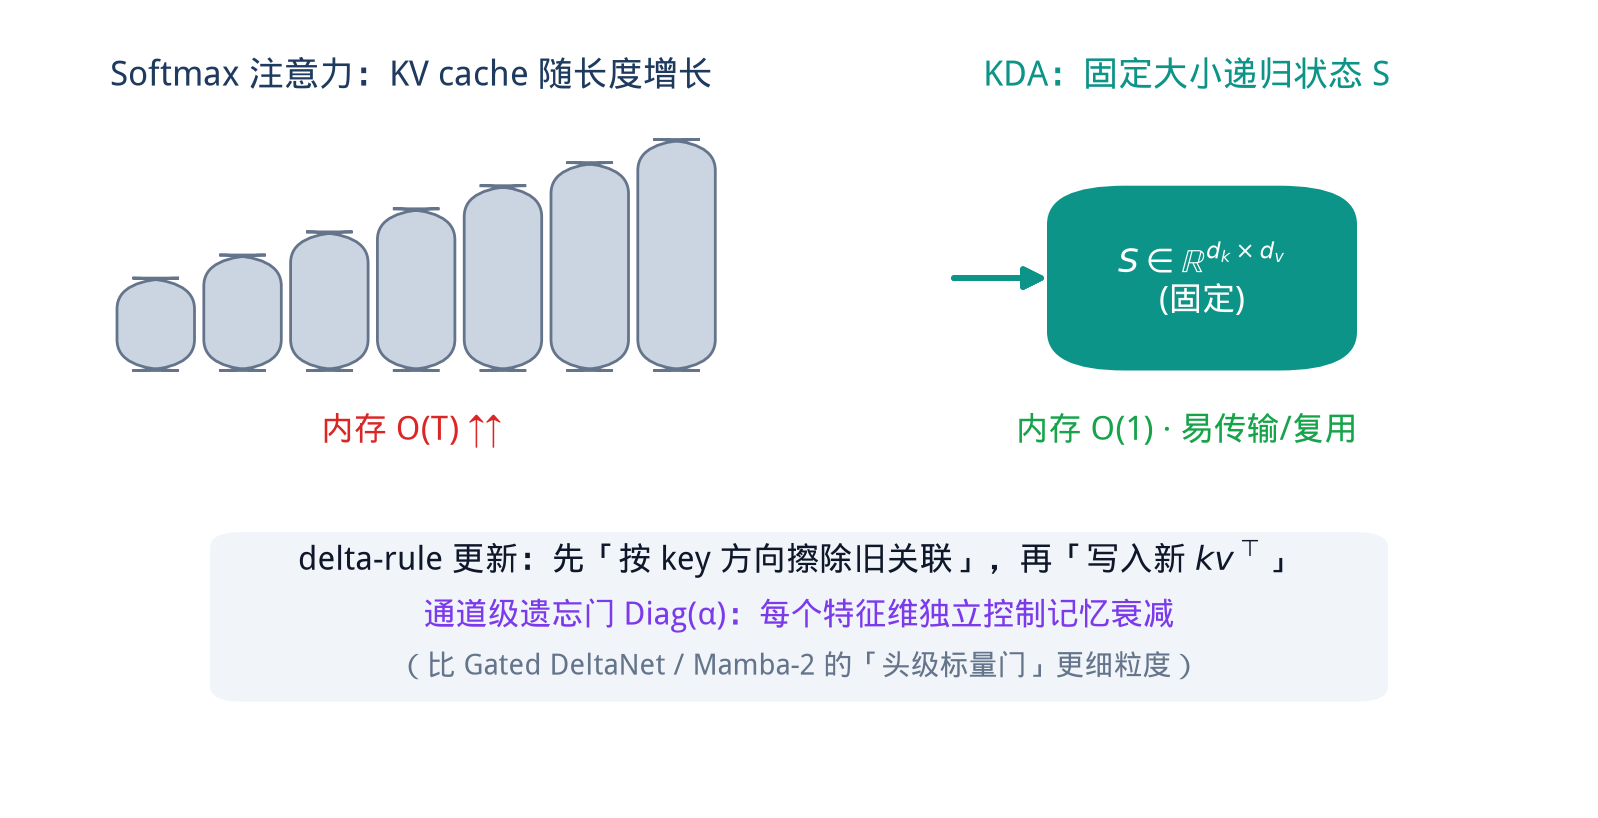 Softmax 注意力：KV cache 随长度增长
KDA：固定大小递归状态 S
S ∈ ℝ^{d_k × d_v}
(固定)
内存 O(T) ↑↑
内存 O(1) · 易传输/复用
delta-rule 更新：先「按 key 方向擦除旧关联」，再「写入新 kv⊤」
通道级遗忘门 Diag(α)：每个特征维独立控制记忆衰减
（比 Gated DeltaNet / Mamba-2 的「头级标量门」更细粒度）